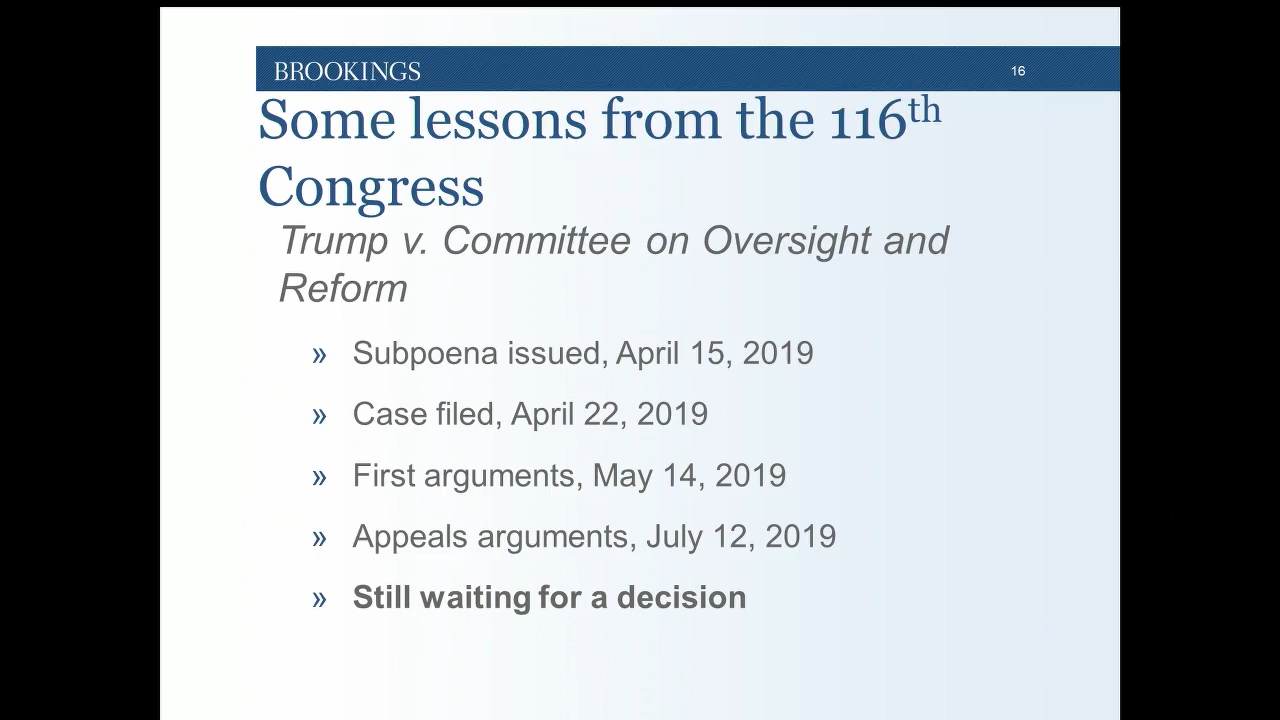 BROOKINGS
16
Some lessons from the 116th
Congress
Trump v. Committee on Oversight and
Reform
» Subpoena issued, April 15, 2019
» Case filed, April 22, 2019
» First arguments, May 14, 2019
» Appeals arguments, July 12, 2019
» Still waiting for a decision